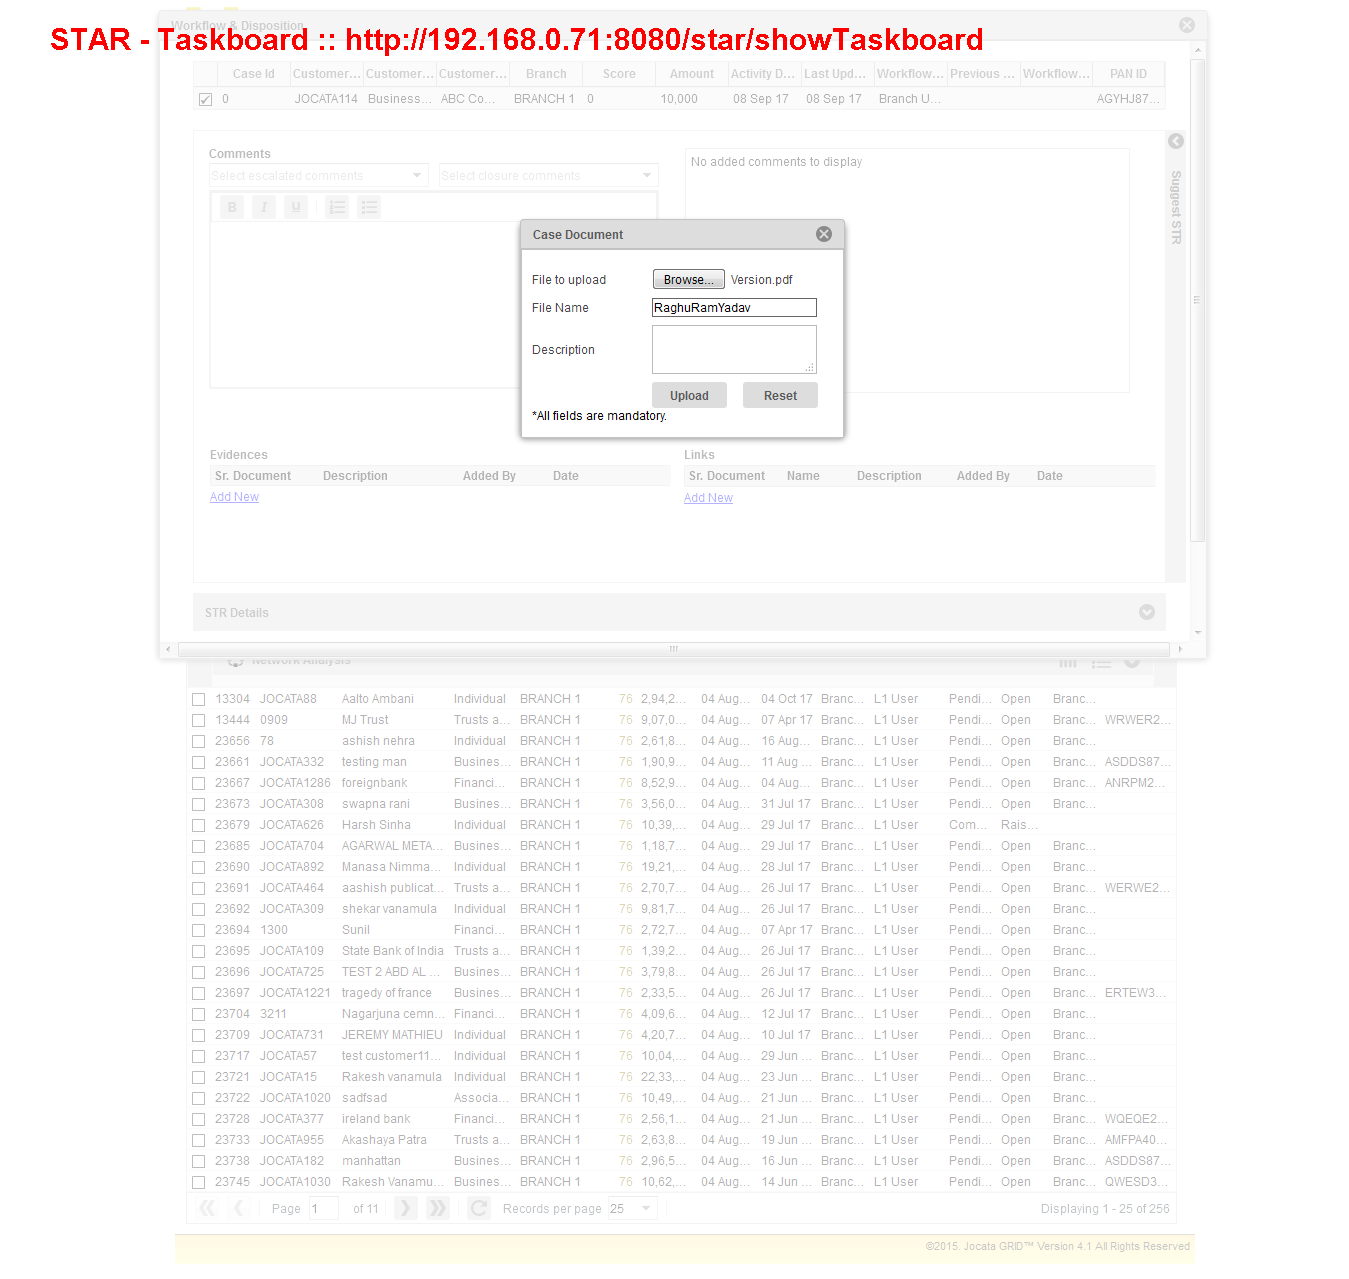 Workflow & Disposition
STAR - Taskboard :: http://192.168.0.71:8080/star/showTaskboard
Case Id Customer... Customer... Customer... Branch Score Amount Activity D... Last Upd... Workflow... Previous ... Workflow... PAN ID
0 JOCATA114 Business... ABC Co... BRANCH 1 0 10,000 08 Sep 17 08 Sep 17 Branch U... AGYHJ87...
Comments
Select escalated comments Select closure comments
No added comments to display
B I U
Suggest STR
Case Document
File to upload Browse... Version.pdf
File Name RaghuRamYadav
Description
Upload Reset
*All fields are mandatory.
Evidences
Sr. Document Description Added By Date
Add New
Links
Sr. Document Name Description Added By Date
Add New
STR Details
Network Analysis
13304 JOCATA88 Aalto Ambani Individual BRANCH 1 76 2,94,2... 04 Aug... 04 Oct 17 Branc... L1 User Pendi... Open Branc...
13444 0909 MJ Trust Trusts a... BRANCH 1 76 9,07,0... 04 Aug... 07 Apr 17 Branc... L1 User Pendi... Open Branc... WRWER2...
23656 78 ashish nehra Individual BRANCH 1 76 2,61,8... 04 Aug... 16 Aug... Branc... L1 User Pendi... Open Branc...
23661 JOCATA332 testing man Busines... BRANCH 1 76 1,90,9... 04 Aug... 11 Aug ... Branc... L1 User Pendi... Open Branc... ASDDS87...
23667 JOCATA1286 foreignbank Financi... BRANCH 1 76 8,52,9... 04 Aug... 04 Aug... Branc... L1 User Pendi... Open Branc... ANRPM2...
23673 JOCATA308 swapna rani Busines... BRANCH 1 76 3,56,0... 04 Aug... 31 Jul 17 Branc... L1 User Pendi... Open Branc...
23679 JOCATA626 Harsh Sinha Individual BRANCH 1 76 10,39,... 04 Aug... 29 Jul 17 Branc... L1 User Com... Rais...
23685 JOCATA704 AGARWAL META... Busines... BRANCH 1 76 1,18,7... 04 Aug... 29 Jul 17 Branc... L1 User Pendi... Open Branc...
23690 JOCATA892 Manasa Nimma... Individual BRANCH 1 76 19,21,... 04 Aug... 28 Jul 17 Branc... L1 User Pendi... Open Branc...
23691 JOCATA464 aashish publicat... Trusts a... BRANCH 1 76 2,70,7... 04 Aug... 26 Jul 17 Branc... L1 User Pendi... Open Branc... WERWE2...
23692 JOCATA309 shekar vanamula Individual BRANCH 1 76 9,81,7... 04 Aug... 26 Jul 17 Branc... L1 User Pendi... Open Branc...
23694 1300 Sunil Financi... BRANCH 1 76 2,72,7... 04 Aug... 07 Apr 17 Branc... L1 User Pendi... Open Branc...
23695 JOCATA109 State Bank of India Trusts a... BRANCH 1 76 1,39,2... 04 Aug... 26 Jul 17 Branc... L1 User Pendi... Open Branc...
23696 JOCATA725 TEST 2 ABD AL ... Busines... BRANCH 1 76 3,79,8... 04 Aug... 26 Jul 17 Branc... L1 User Pendi... Open Branc...
23697 JOCATA1221 tragedy of france Busines... BRANCH 1 76 2,33,5... 04 Aug... 26 Jul 17 Branc... L1 User Pendi... Open Branc... ERTEW3...
23704 3211 Nagarjuna cemn... Financi... BRANCH 1 76 4,09,6... 04 Aug... 12 Jul 17 Branc... L1 User Pendi... Open Branc...
23709 JOCATA731 JEREMY MATHIEU Individual BRANCH 1 76 4,20,7... 04 Aug... 10 Jul 17 Branc... L1 User Pendi... Open Branc...
23717 JOCATA57 test customer11... Individual BRANCH 1 76 10,04,... 04 Aug... 29 Jun ... Branc... L1 User Pendi... Open Branc...
23721 JOCATA15 Rakesh vanamula Individual BRANCH 1 76 22,33,... 04 Aug... 23 Jun ... Branc... L1 User Pendi... Open Branc...
23722 JOCATA1020 sadfsad Associa... BRANCH 1 76 10,49,... 04 Aug... 21 Jun ... Branc... L1 User Pendi... Open Branc...
23728 JOCATA377 ireland bank Financi... BRANCH 1 76 2,56,1... 04 Aug... 21 Jun ... Branc... L1 User Pendi... Open Branc... WQEQE2...
23733 JOCATA955 Akashaya Patra Trusts a... BRANCH 1 76 2,63,8... 04 Aug... 19 Jun ... Branc... L1 User Pendi... Open Branc... AMFPA40...
23738 JOCATA182 manhattan Busines... BRANCH 1 76 2,96,5... 04 Aug... 16 Jun ... Branc... L1 User Pendi... Open Branc... ASDDS87...
23745 JOCATA1030 Rakesh Vanamu... Busines... BRANCH 1 76 10,62,... 04 Aug... 14 Jun ... Branc... L1 User Pendi... Open Branc... QWESD3...
Page 1 of 11 Records per page 25 Displaying 1 - 25 of 256
©2015. Jocata GRID™ Version 4.1 All Rights Reserved